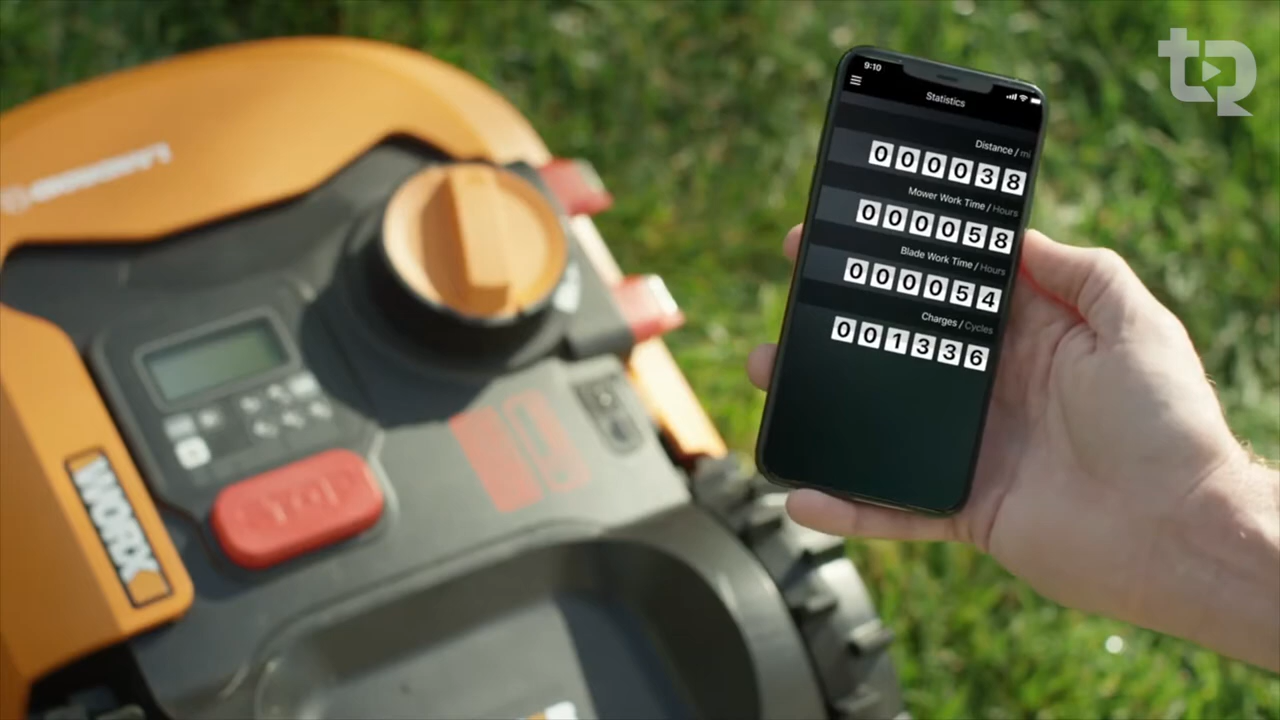 tQ
9:10
Statistics
Distance / mi
000038
Mower Work Time / Hours
000058
Blade Work Time / Hours
000054
Charges / Cycles
001336
WORX